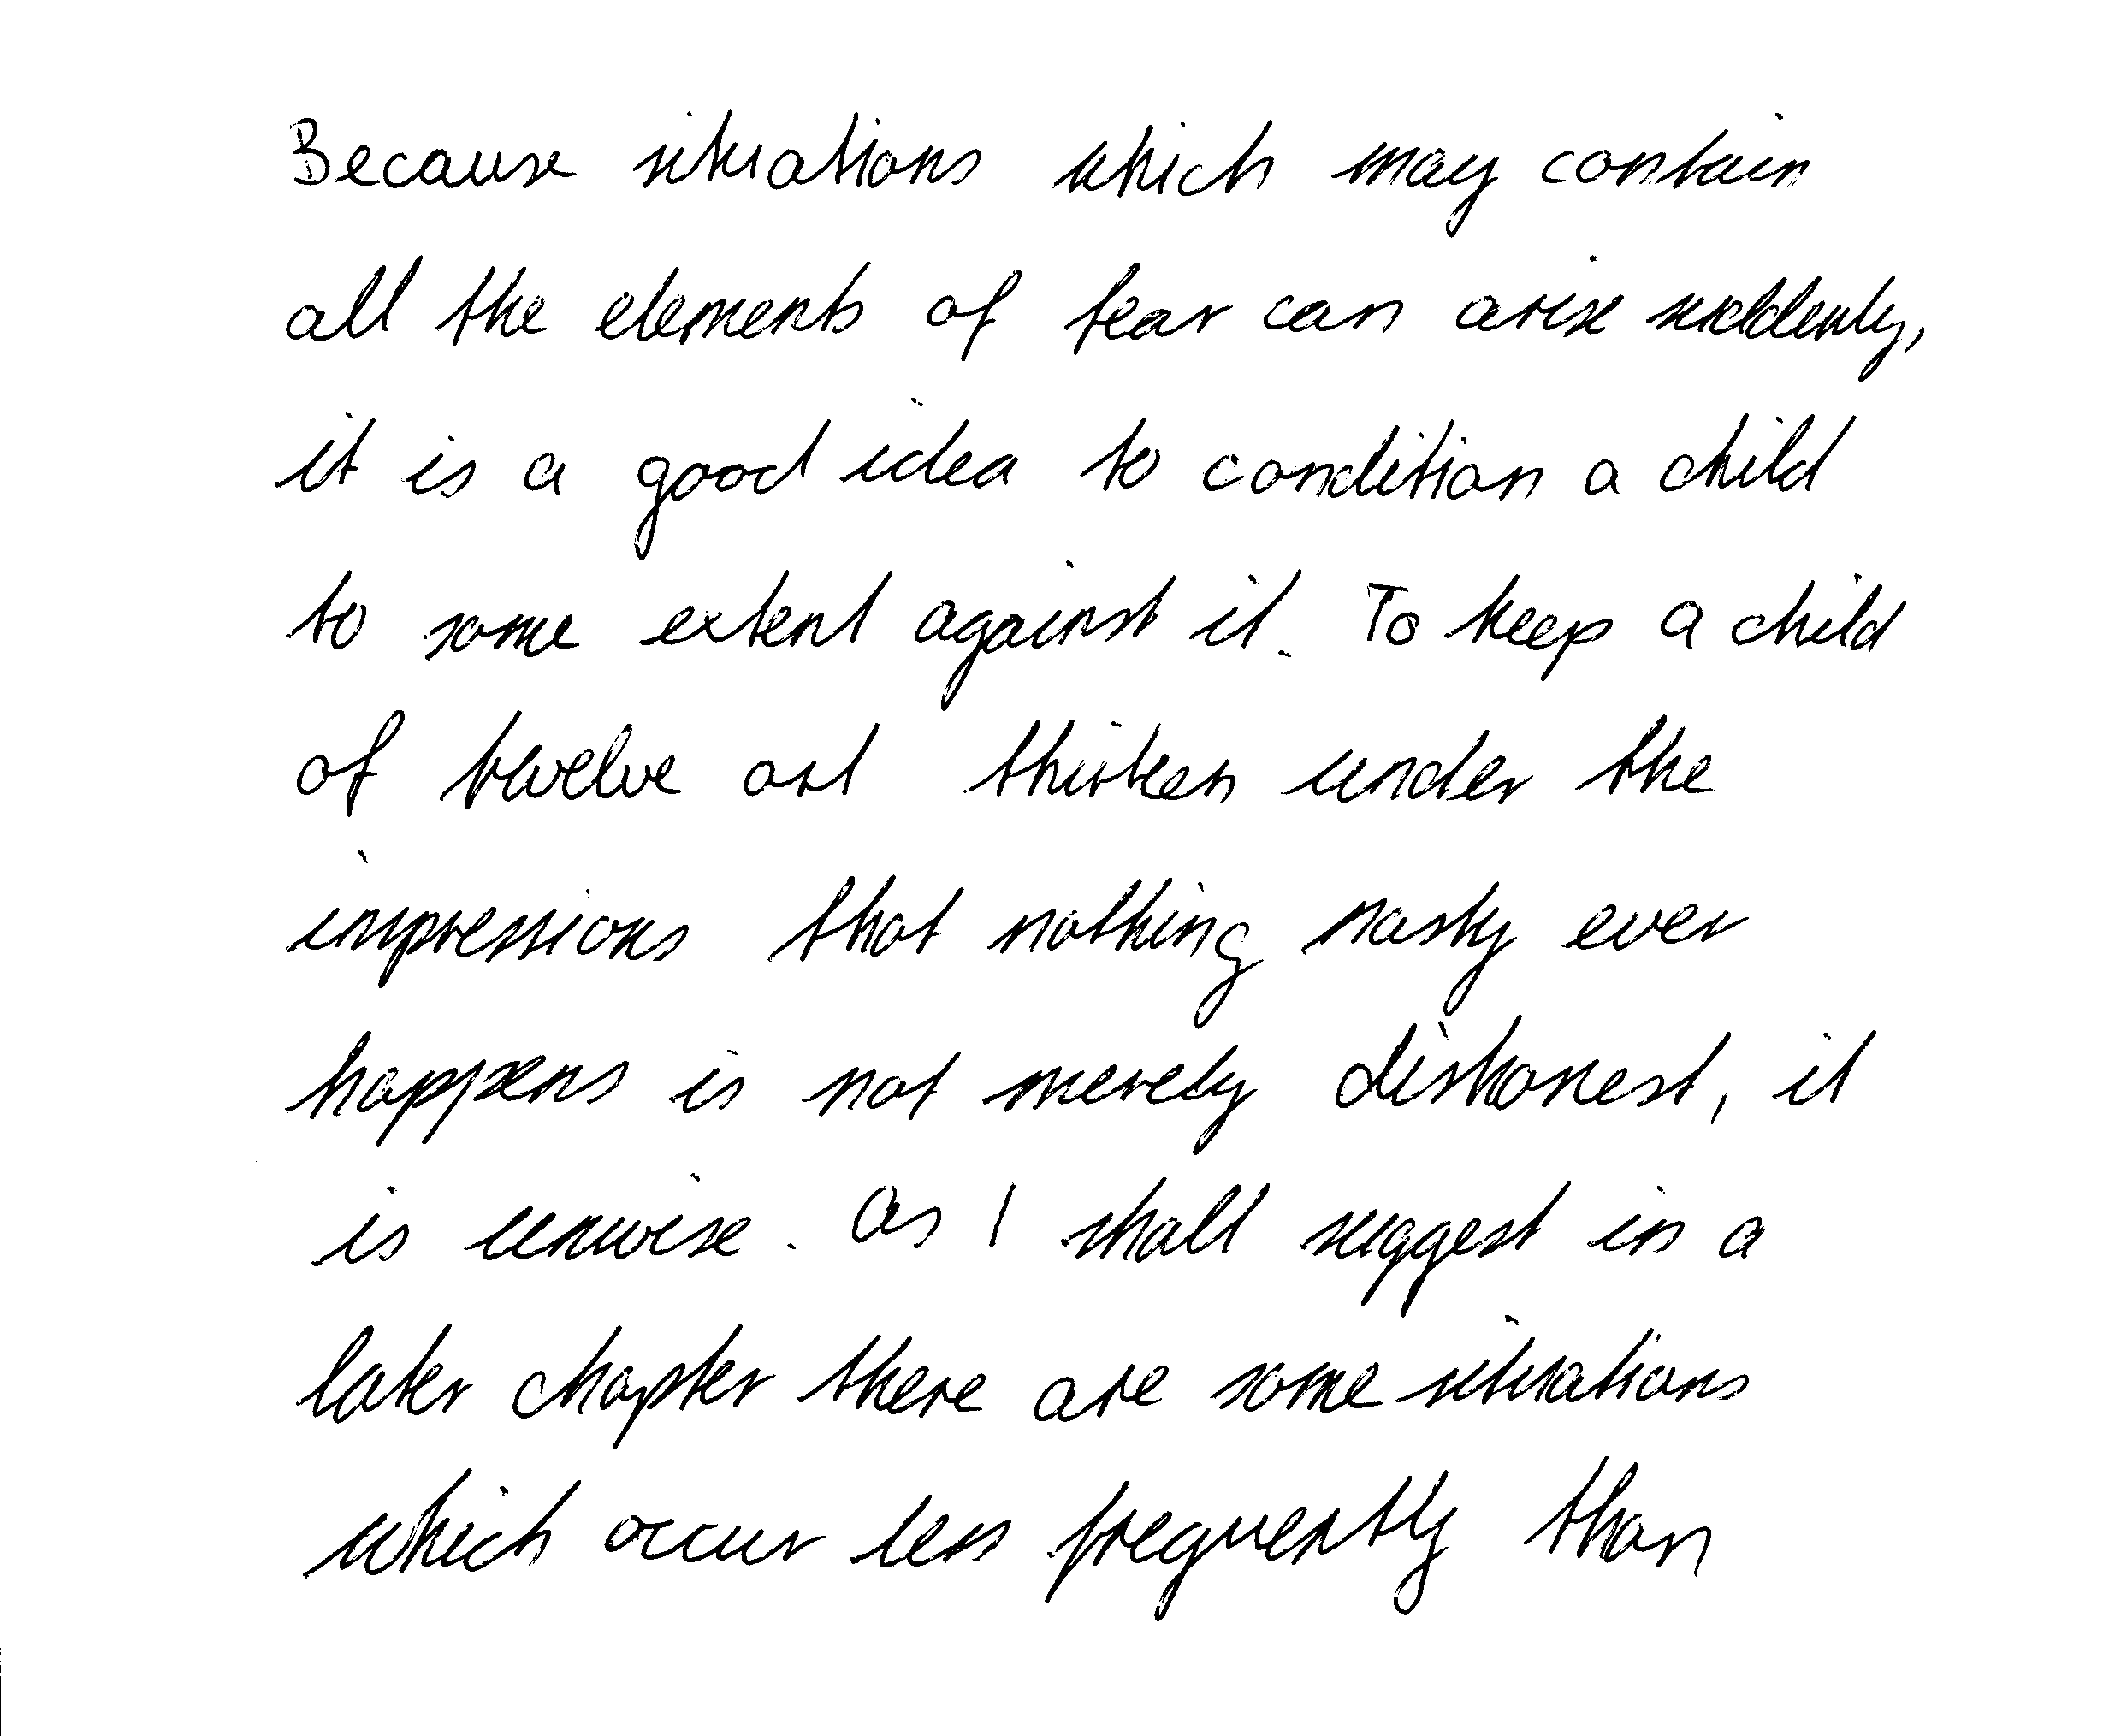 Because situations which may contain
all the elements of fear can arise suddenly,
it is a good idea to condition a child
to some extent against it. To keep a child
of twelve or thirteen under the
impressions that nothing nasty ever
happens is not merely dishonest, it
is unwise. As I shall suggest in a
later chapter there are some situations
which occur less frequently than